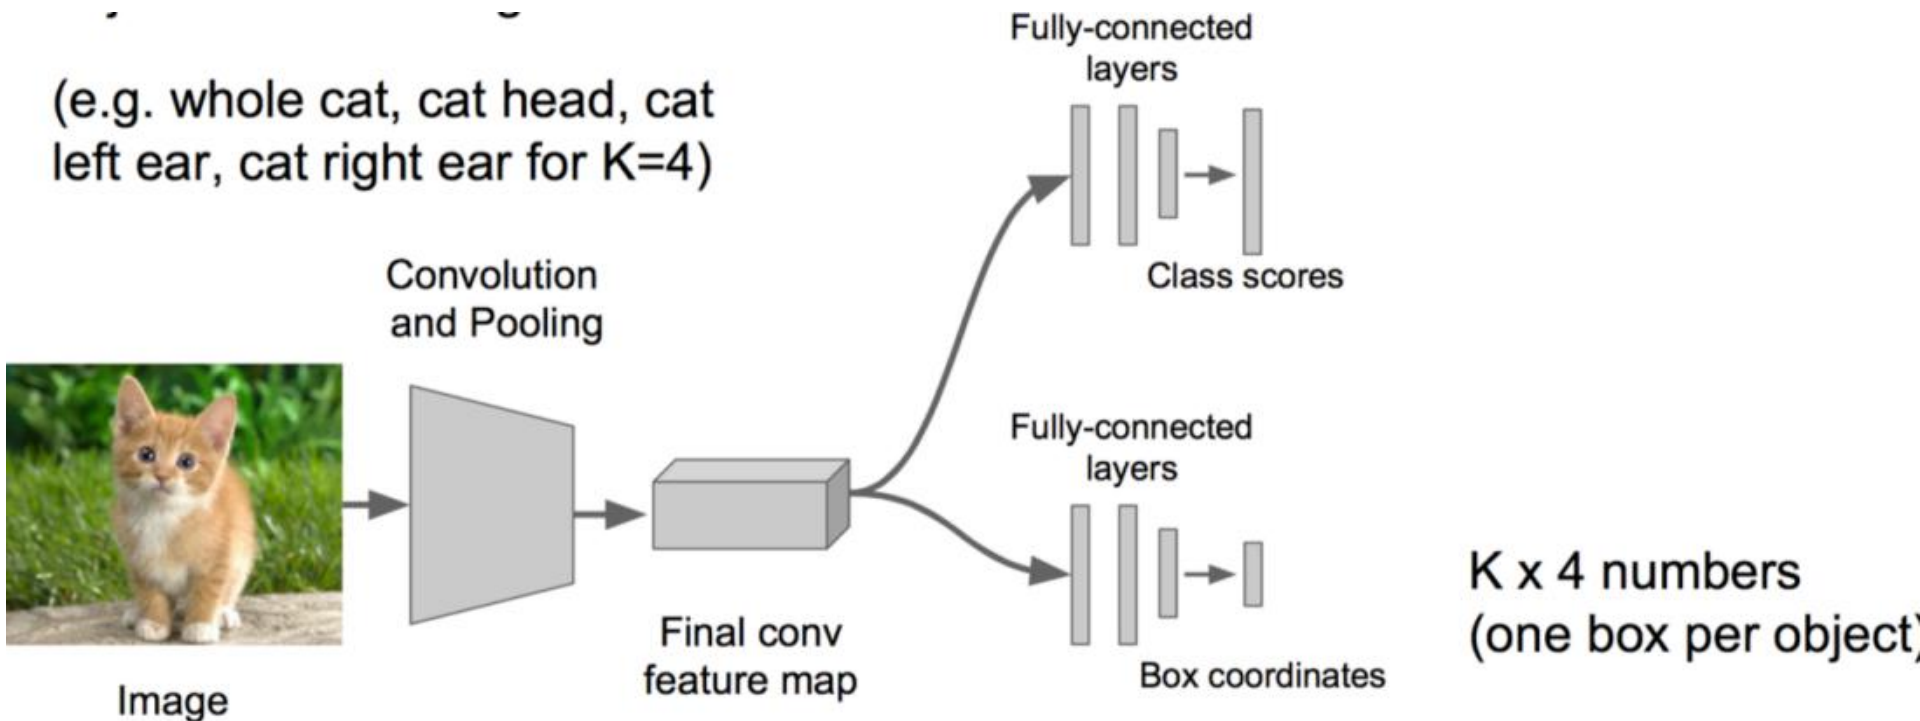 (e.g. whole cat, cat head, cat
left ear, cat right ear for K=4)
Fully-connected
layers
Class scores
Convolution
and Pooling
Fully-connected
layers
Box coordinates
K x 4 numbers
(one box per object)
Final conv
feature map
Image